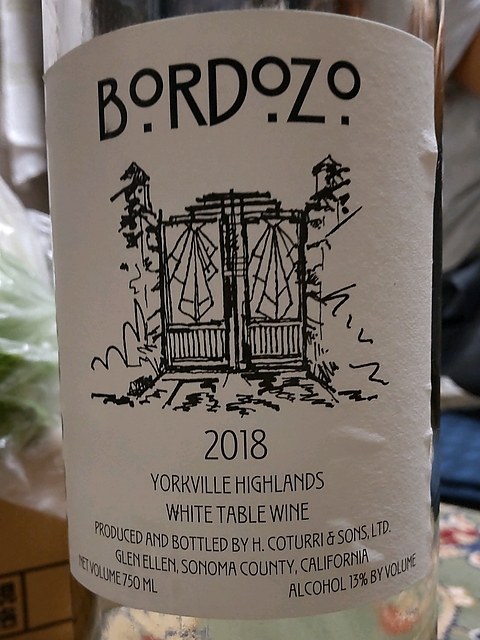 BORDOZO
2018
YORKVILLE HIGHLANDS
WHITE TABLE WINE
PRODUCED AND BOTTLED BY H. COTURRI & SONS, LTD.
GLEN ELLEN, SONOMA COUNTY, CALIFORNIA
NET VOLUME 750 ML ALCOHOL 13% BY VOLUME